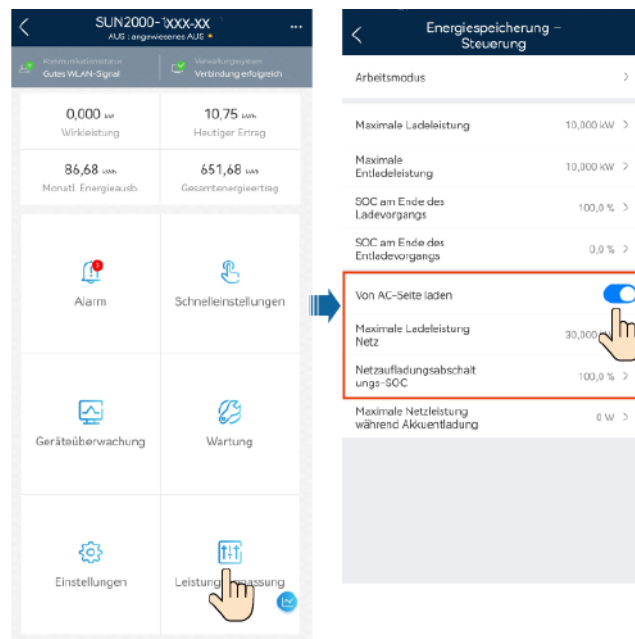 SUN2000-1XXX-XX
AUS : angewiesenes AUS
Kommunikationsstatus
Gutes WLAN-Signal
Verwaltungssystem
Verbindung erfolgreich
0,000 kW
Wirkleistung
10,75 kWh
Heutiger Ertrag
86,68 kWh
Monatl. Energieausb.
651,68 kWh
Gesamtenergieertrag
Alarm
Schnelleinstellungen
Geräteüberwachung
Wartung
Einstellungen
Energiespeicherung –
Steuerung
Arbeitsmodus
Maximale Ladeleistung
10,000 kW
Maximale
Entladeleistung
10,000 kW
SOC am Ende des
Ladevorgangs
100,0 %
SOC am Ende des
Entladevorgangs
0,0 %
Von AC-Seite laden
Maximale Ladeleistung
Netz
30,000
Netzaufladungsabschalt
ungs-SOC
100,0 %
Maximale Netzleistung
während Akkuentladung
0 W